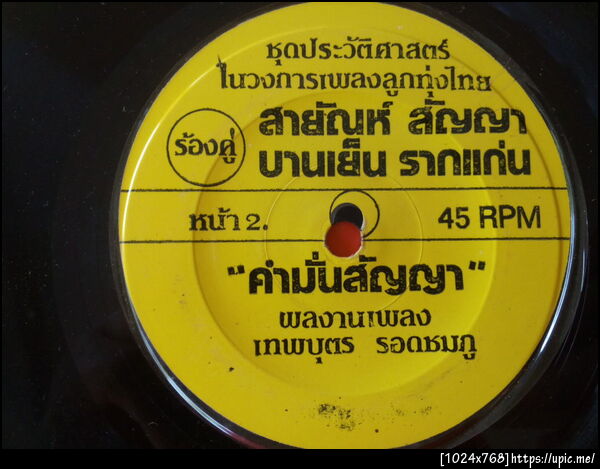 ชุดประวัติศาสตร์
ในวงการเพลงลูกทุ่งไทย
ร้องคู่
สายัณห์ สัญญา
บานเย็น รากแก่น
หน้า 2.
45 RPM
"คำมั่นสัญญา"
ผลงานเพลง
เทพบุตร รอดชมภู
[1024x768]https://upic.me/